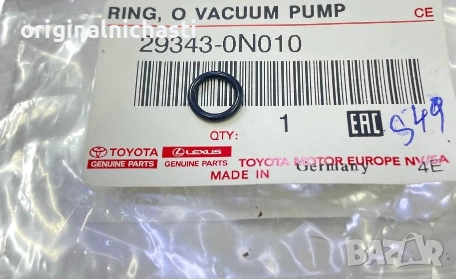 RING, O VACUUM PUMP CE
originalnichasti
29343-0N010
QTY: 1 EAC S49
TOYOTA LEXUS TOYOTA MOTOR EUROPE NV/SA
GENUINE PARTS GENUINE PARTS
MADE IN Germany 4E
bazar